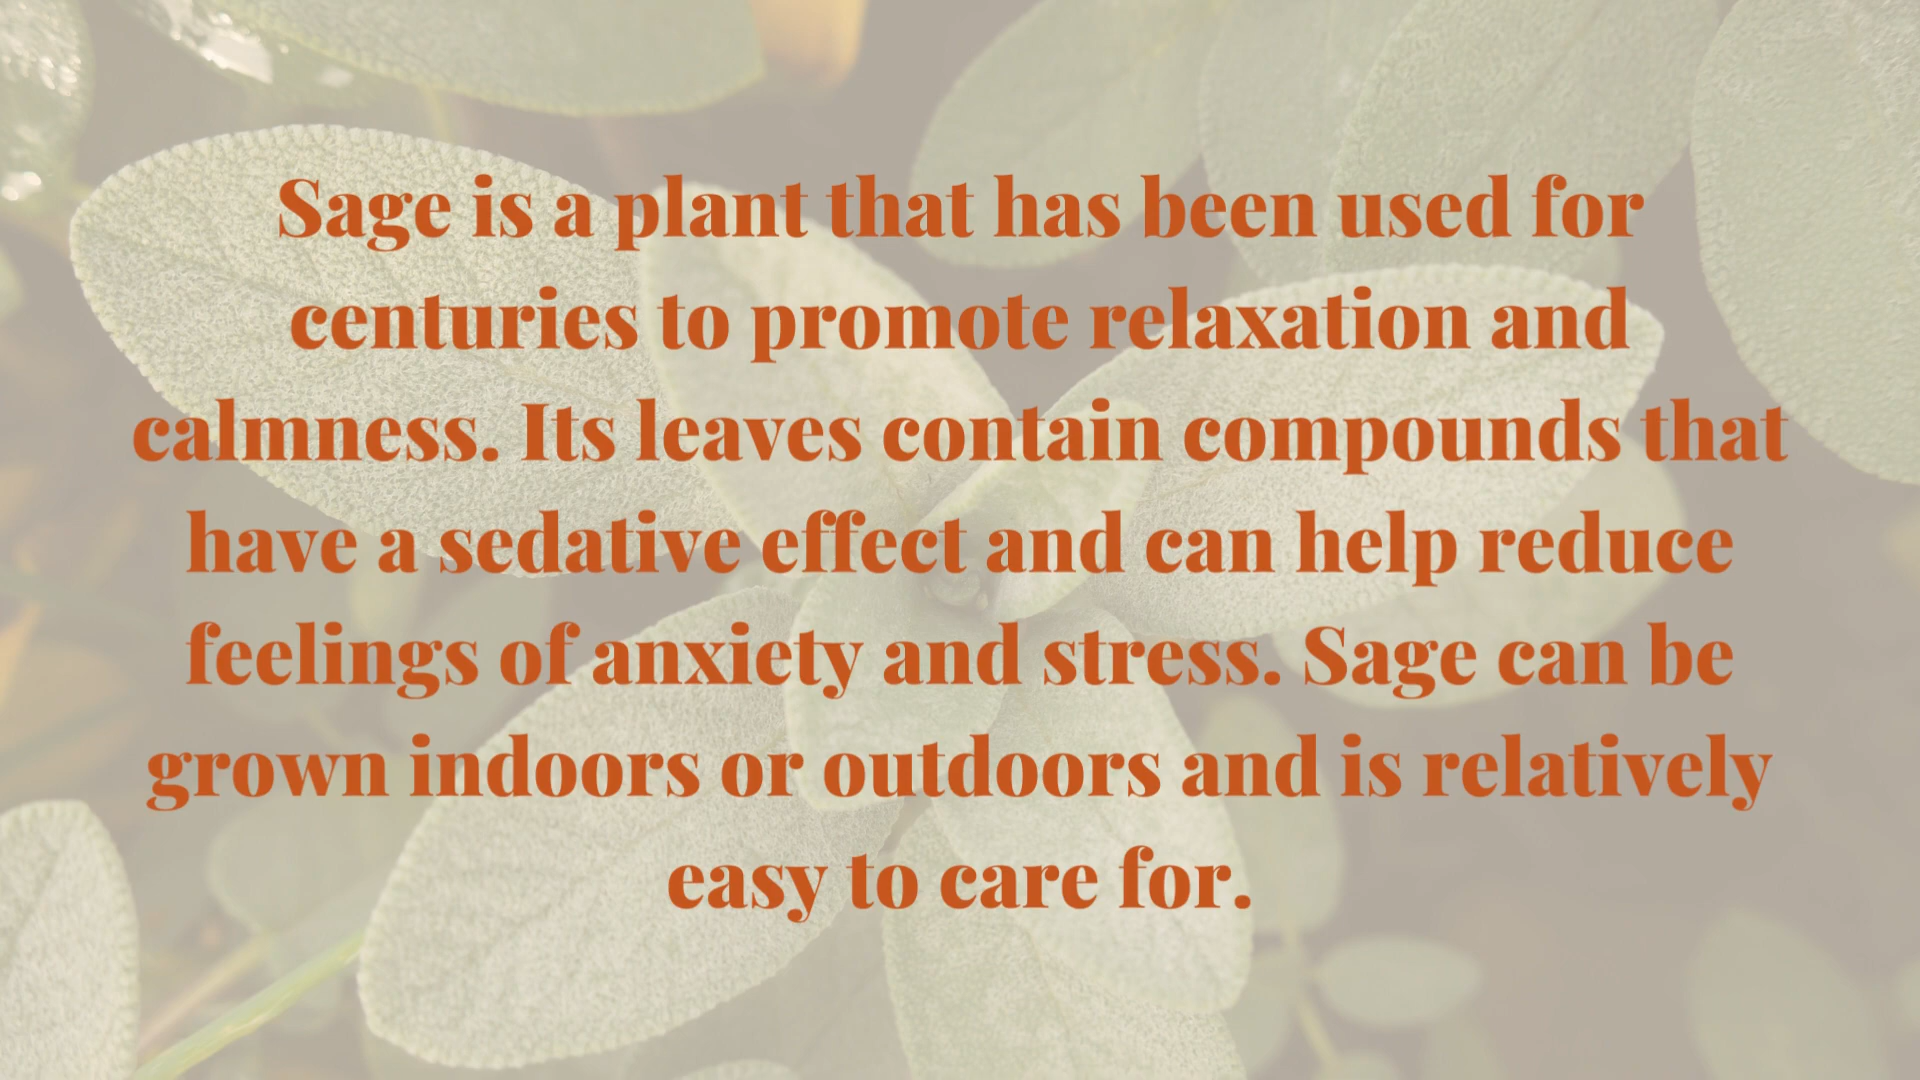 Sage is a plant that has been used for
centuries to promote relaxation and
calmness. Its leaves contain compounds that
have a sedative effect and can help reduce
feelings of anxiety and stress. Sage can be
grown indoors or outdoors and is relatively
easy to care for.